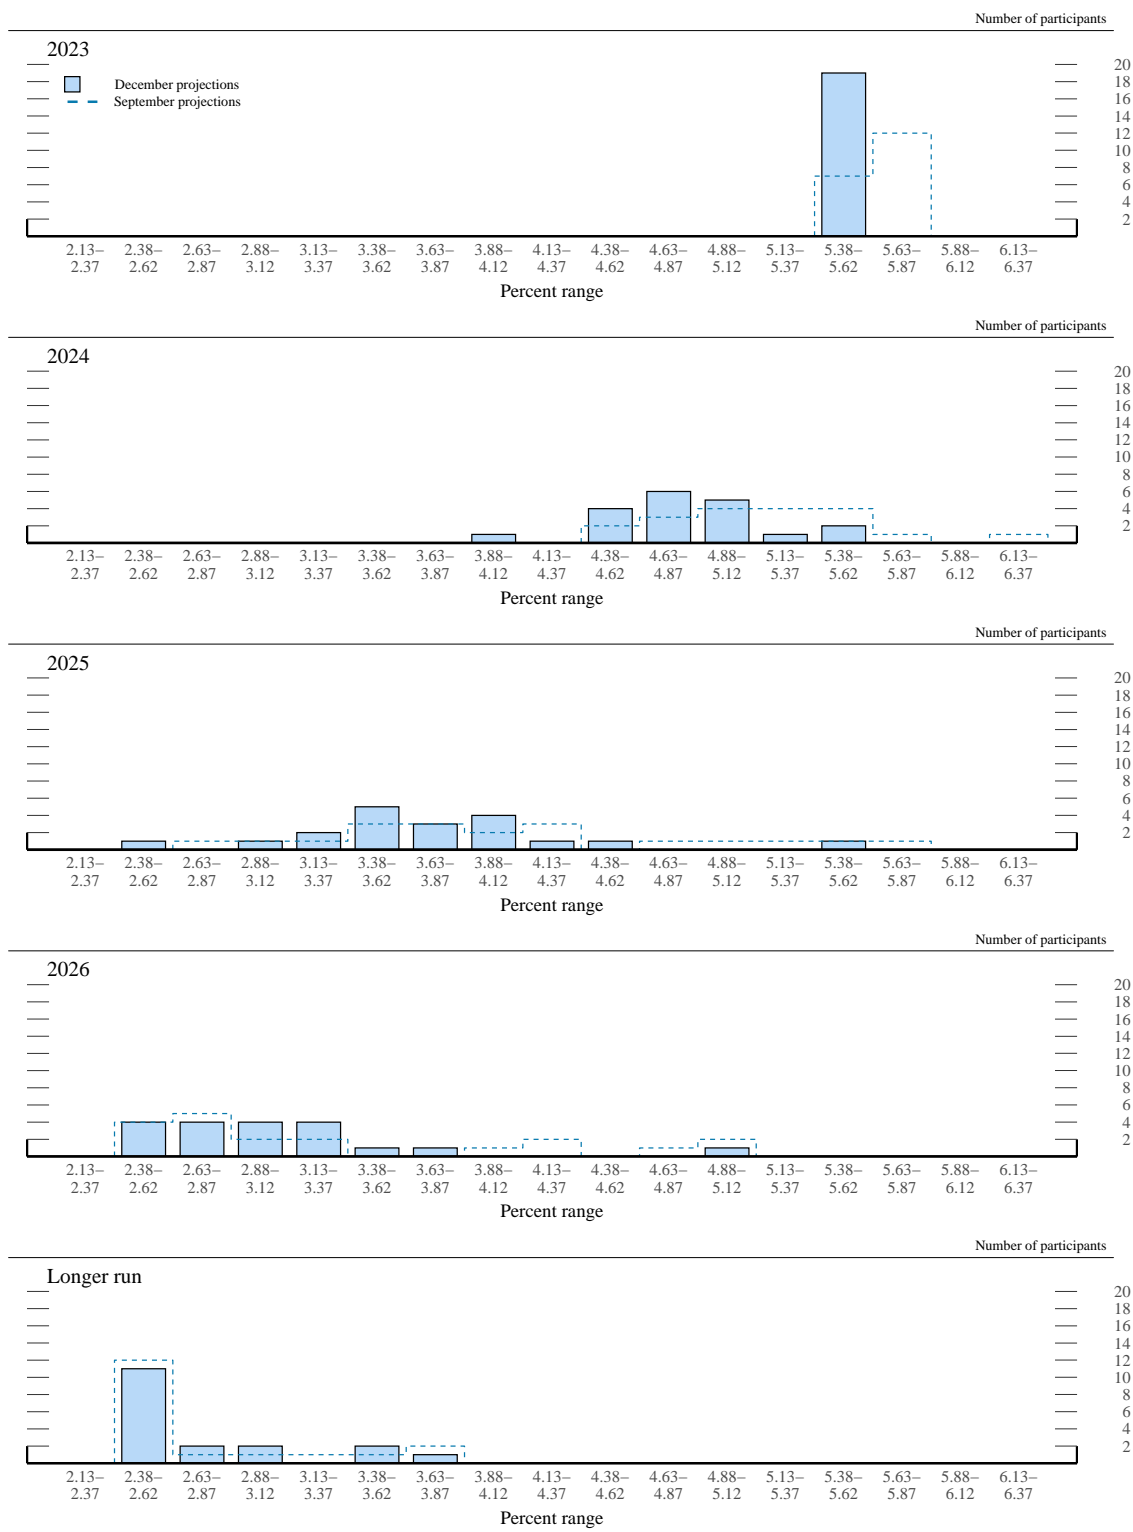 Number of participants
2023
December projections
September projections
20
18
16
14
12
10
8
6
4
2
2.13– 2.38– 2.63– 2.88– 3.13– 3.38– 3.63– 3.88– 4.13– 4.38– 4.63– 4.88– 5.13– 5.38– 5.63– 5.88– 6.13–
2.37 2.62 2.87 3.12 3.37 3.62 3.87 4.12 4.37 4.62 4.87 5.12 5.37 5.62 5.87 6.12 6.37
Percent range
Number of participants
2024
20
18
16
14
12
10
8
6
4
2
2.13– 2.38– 2.63– 2.88– 3.13– 3.38– 3.63– 3.88– 4.13– 4.38– 4.63– 4.88– 5.13– 5.38– 5.63– 5.88– 6.13–
2.37 2.62 2.87 3.12 3.37 3.62 3.87 4.12 4.37 4.62 4.87 5.12 5.37 5.62 5.87 6.12 6.37
Percent range
Number of participants
2025
20
18
16
14
12
10
8
6
4
2
2.13– 2.38– 2.63– 2.88– 3.13– 3.38– 3.63– 3.88– 4.13– 4.38– 4.63– 4.88– 5.13– 5.38– 5.63– 5.88– 6.13–
2.37 2.62 2.87 3.12 3.37 3.62 3.87 4.12 4.37 4.62 4.87 5.12 5.37 5.62 5.87 6.12 6.37
Percent range
Number of participants
2026
20
18
16
14
12
10
8
6
4
2
2.13– 2.38– 2.63– 2.88– 3.13– 3.38– 3.63– 3.88– 4.13– 4.38– 4.63– 4.88– 5.13– 5.38– 5.63– 5.88– 6.13–
2.37 2.62 2.87 3.12 3.37 3.62 3.87 4.12 4.37 4.62 4.87 5.12 5.37 5.62 5.87 6.12 6.37
Percent range
Number of participants
Longer run
20
18
16
14
12
10
8
6
4
2
2.13– 2.38– 2.63– 2.88– 3.13– 3.38– 3.63– 3.88– 4.13– 4.38– 4.63– 4.88– 5.13– 5.38– 5.63– 5.88– 6.13–
2.37 2.62 2.87 3.12 3.37 3.62 3.87 4.12 4.37 4.62 4.87 5.12 5.37 5.62 5.87 6.12 6.37
Percent range